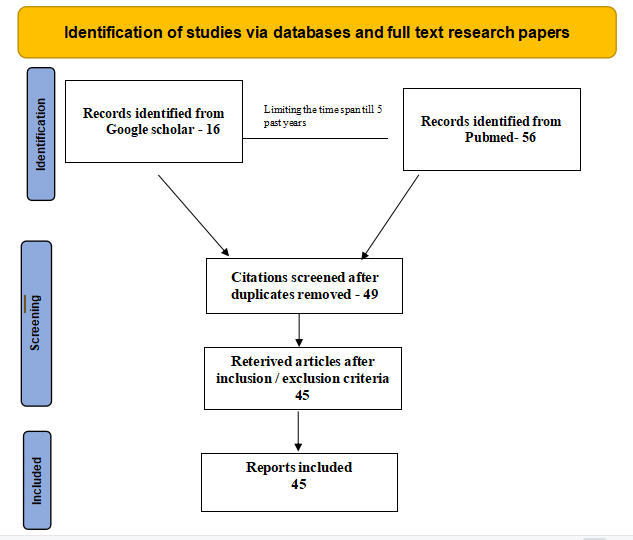 Identification of studies via databases and full text research papers
Identification
Records identified from
Google scholar - 16
Limiting the time span till 5
past years
Records identified from
Pubmed- 56
Screening
Citations screened after
duplicates removed - 49
Reterived articles after
inclusion / exclusion criteria
45
Included
Reports included
45